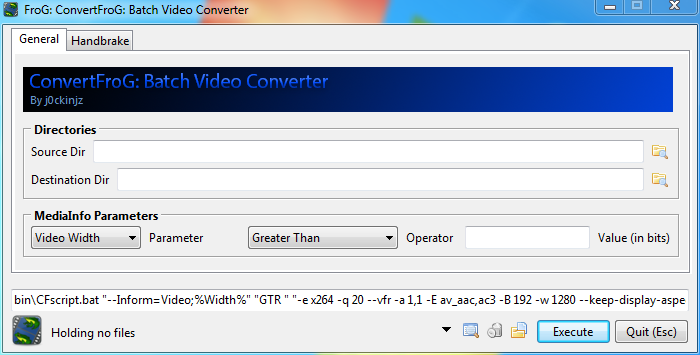 FroG: ConvertFroG: Batch Video Converter
General Handbrake
ConvertFroG: Batch Video Converter
By j0ckinjz
Directories
Source Dir
Destination Dir
MediaInfo Parameters
Video Width Parameter Greater Than Operator Value (in bits)
bin\CFscript.bat "--Inform=Video;%Width%" "GTR " "-e x264 -q 20 --vfr -a 1,1 -E av_aac,ac3 -B 192 -w 1280 --keep-display-aspe
Holding no files Execute Quit (Esc)